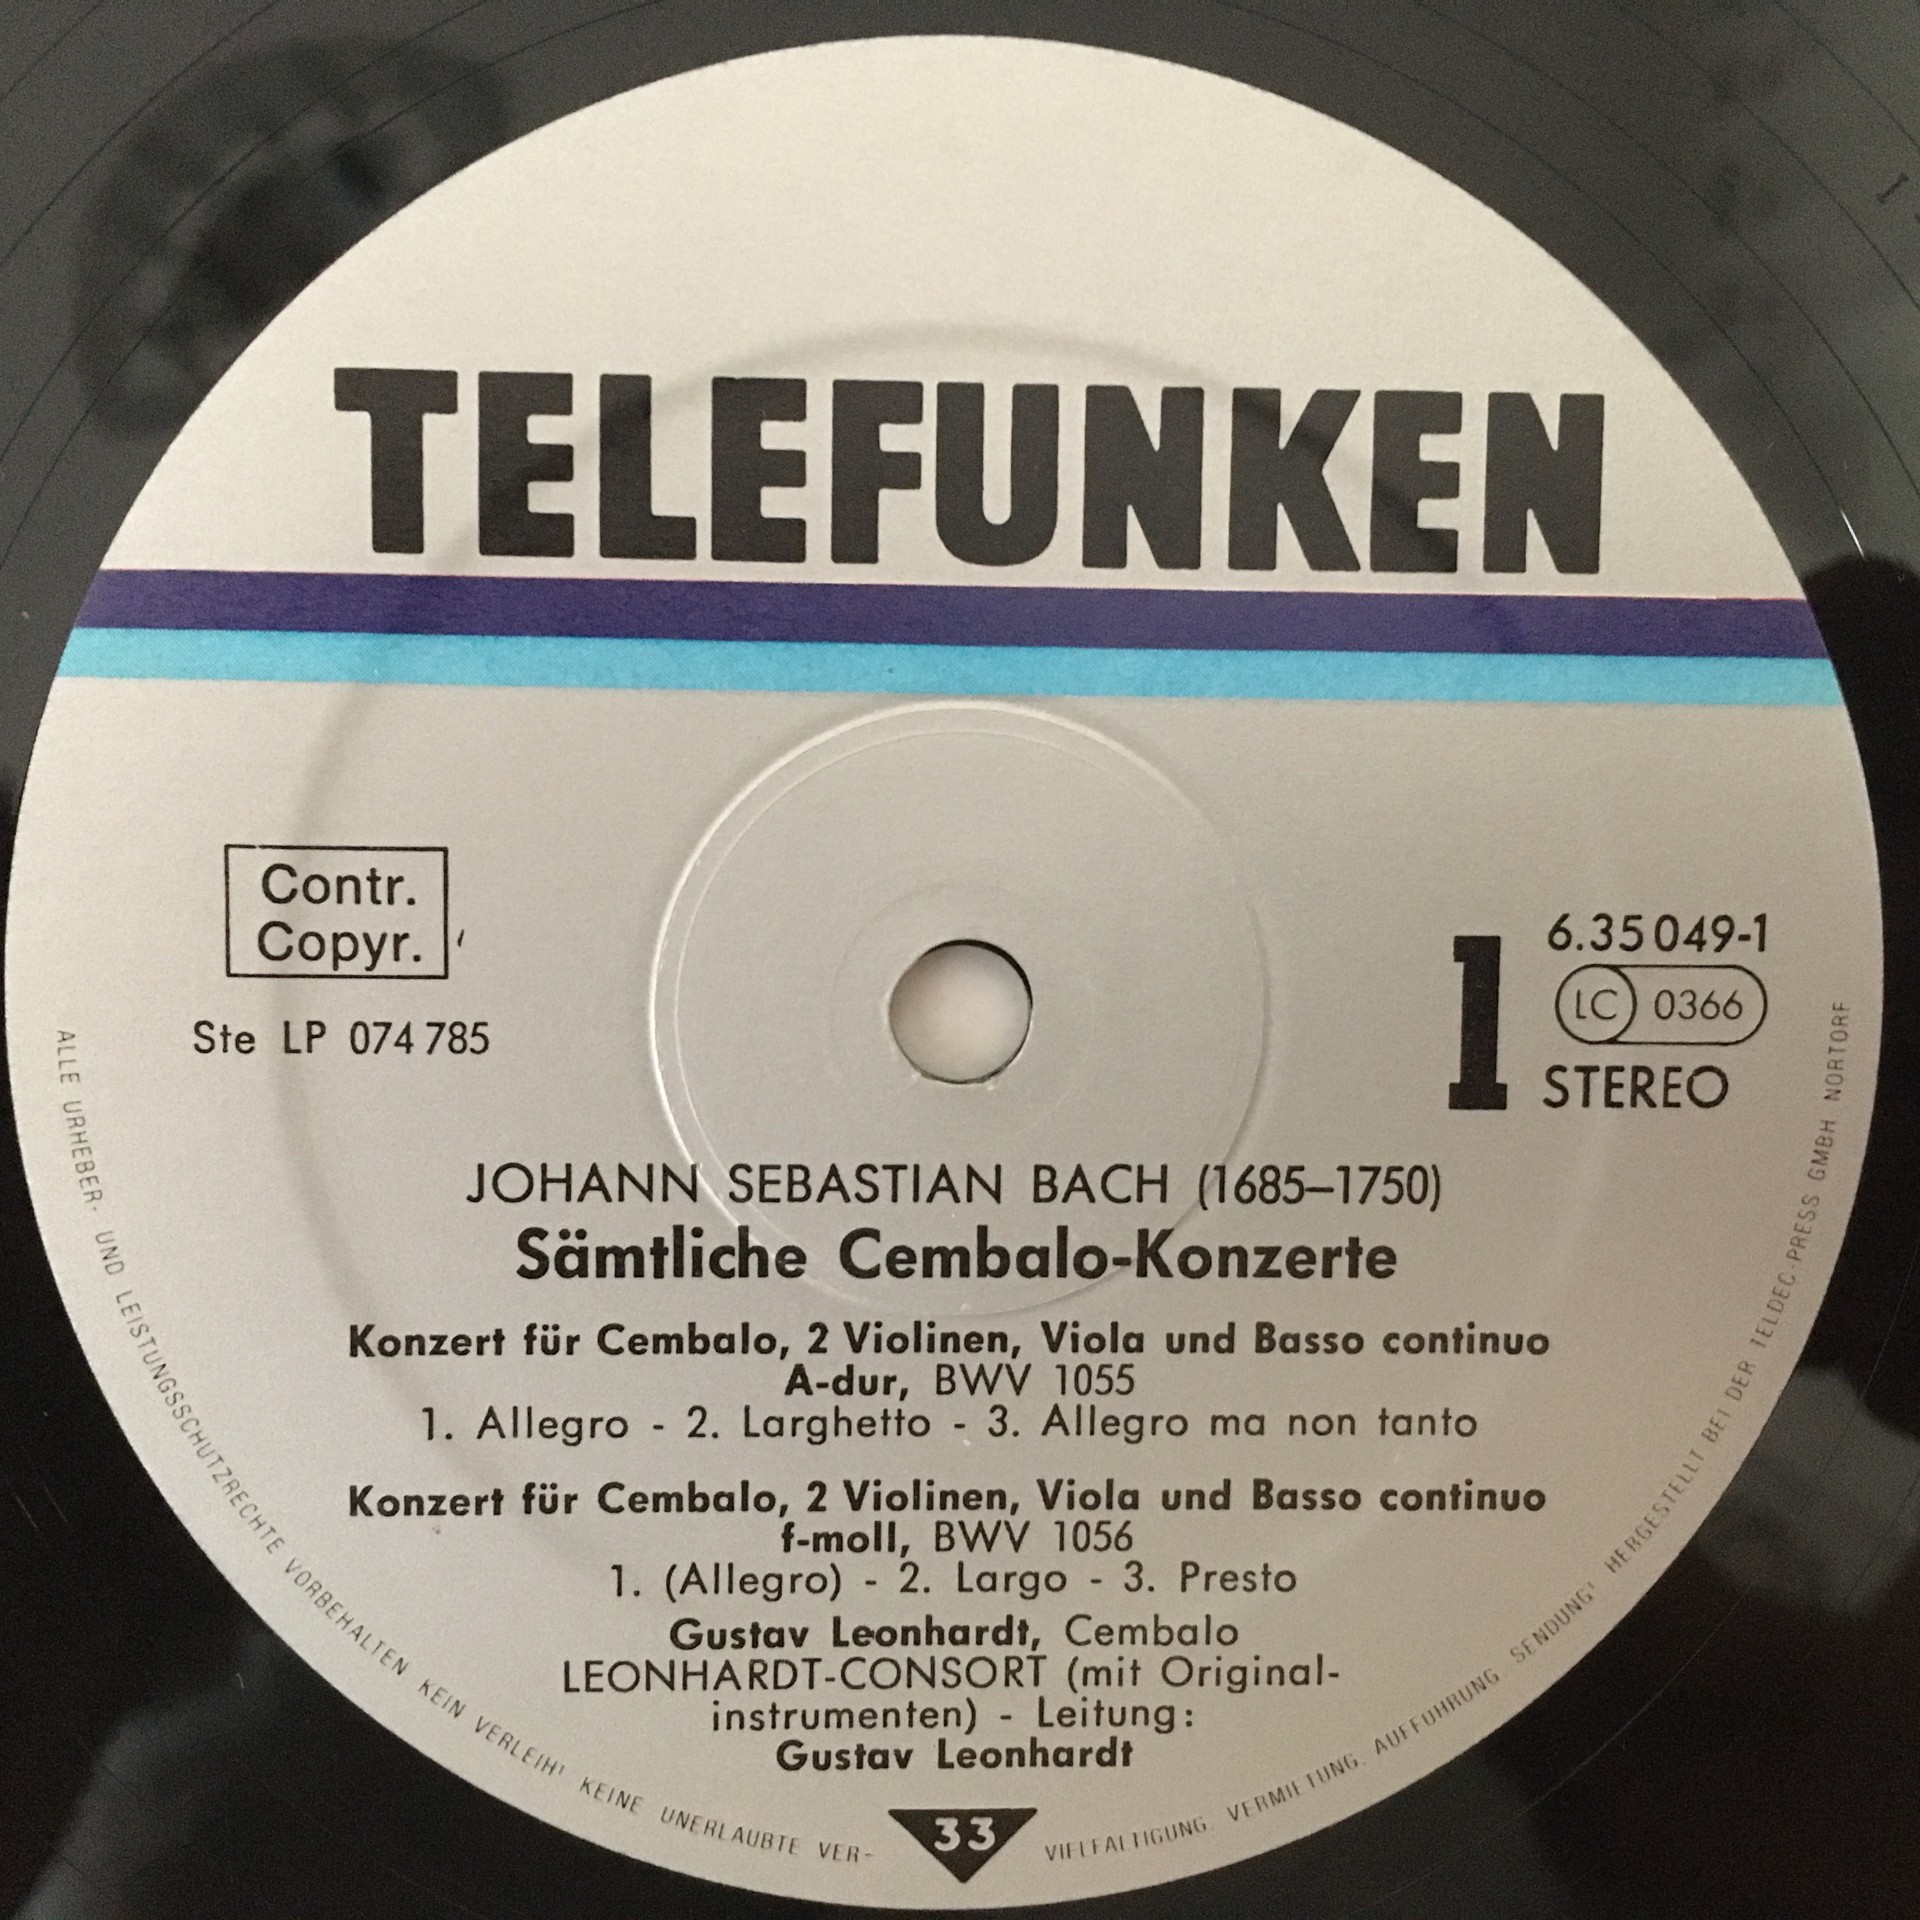 TELEFUNKEN
Contr.
Copyr.
Ste LP 074 785
1
6.35 049-1
LC 0366
STEREO
JOHANN SEBASTIAN BACH (1685–1750)
Sämtliche Cembalo-Konzerte
Konzert für Cembalo, 2 Violinen, Viola und Basso continuo
A-dur, BWV 1055
1. Allegro - 2. Larghetto - 3. Allegro ma non tanto
Konzert für Cembalo, 2 Violinen, Viola und Basso continuo
f-moll, BWV 1056
1. (Allegro) - 2. Largo - 3. Presto
Gustav Leonhardt, Cembalo
LEONHARDT-CONSORT (mit Original-
instrumenten) - Leitung:
Gustav Leonhardt
33
ALLE URHEBER- UND LEISTUNGSSCHUTZRECHTE VORBEHALTEN KEIN VERLEIH! KEINE UNERLAUBTE VER-
VIELFALTIGUNG. VERMIETUNG. AUFFUHRUNG. SENDUNG! HERGESTELLT BEI DER TELDEC-PRESS GMBH NORTORF